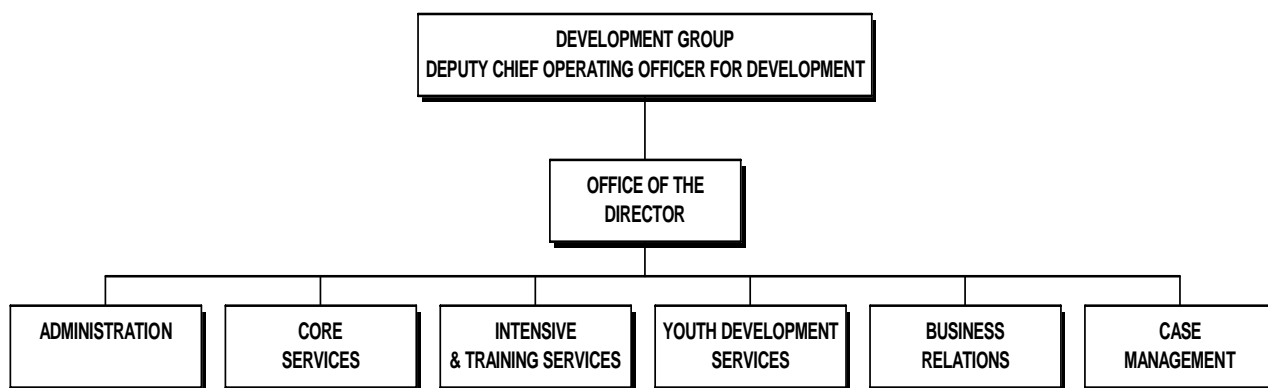 DEVELOPMENT GROUP
DEPUTY CHIEF OPERATING OFFICER FOR DEVELOPMENT
OFFICE OF THE
DIRECTOR
ADMINISTRATION
CORE
SERVICES
INTENSIVE
& TRAINING SERVICES
YOUTH DEVELOPMENT
SERVICES
BUSINESS
RELATIONS
CASE
MANAGEMENT